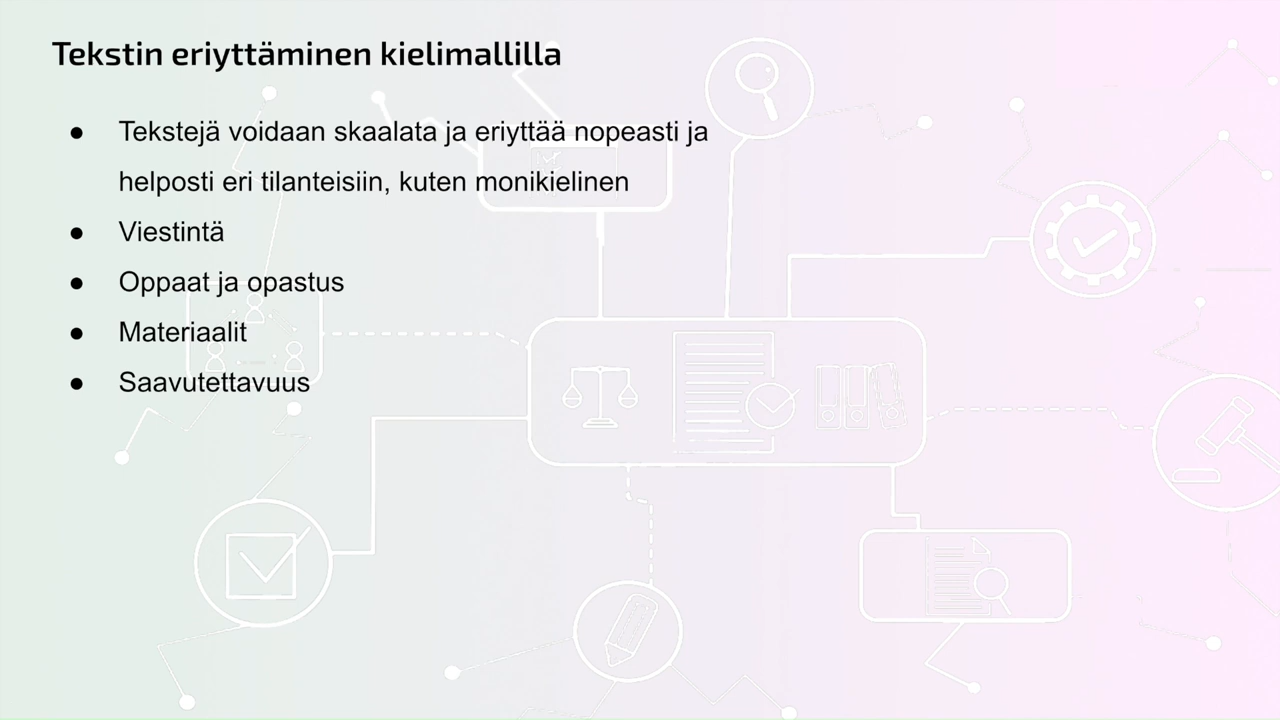 Tekstin eriyttäminen kielimallilla
● Tekstejä voidaan skaalata ja eriyttää nopeasti ja
helposti eri tilanteisiin, kuten monikielinen
● Viestintä
● Oppaat ja opastus
● Materiaalit
● Saavutettavuus